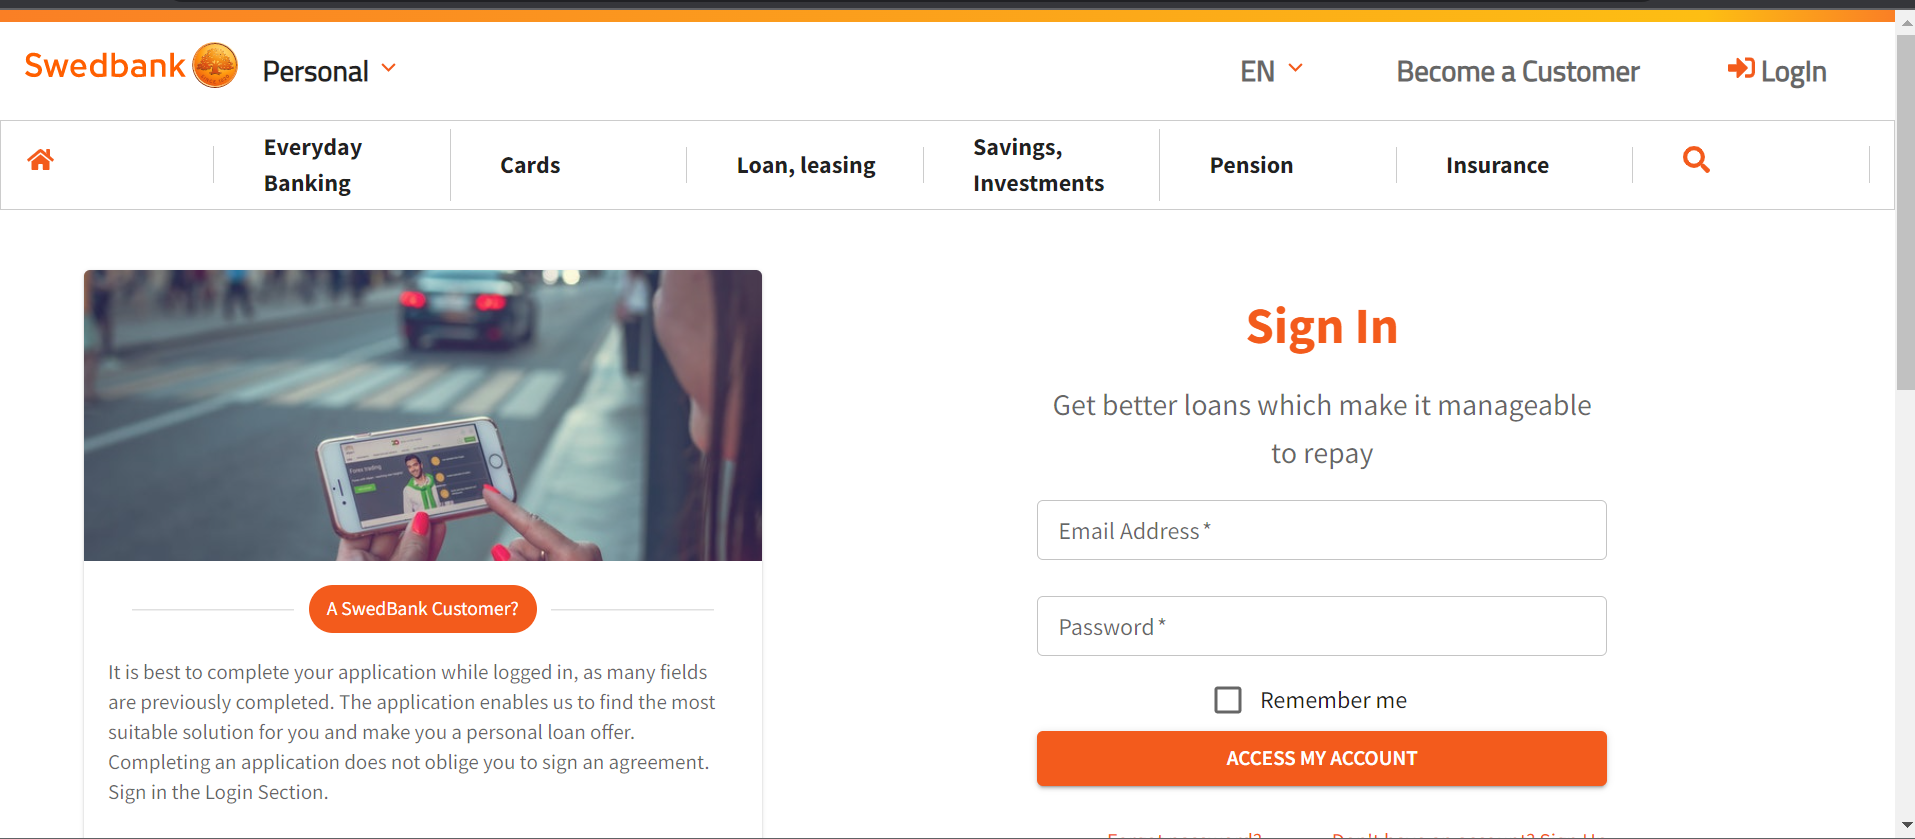 Swedbank
Personal
EN
Become a Customer
LogIn
Everyday
Banking
Cards
Loan, leasing
Savings,
Investments
Pension
Insurance
Forex trading
A SwedBank Customer?
It is best to complete your application while logged in, as many fields
are previously completed. The application enables us to find the most
suitable solution for you and make you a personal loan offer.
Completing an application does not oblige you to sign an agreement.
Sign in the Login Section.
Sign In
Get better loans which make it manageable
to repay
Email Address *
Password *
Remember me
ACCESS MY ACCOUNT